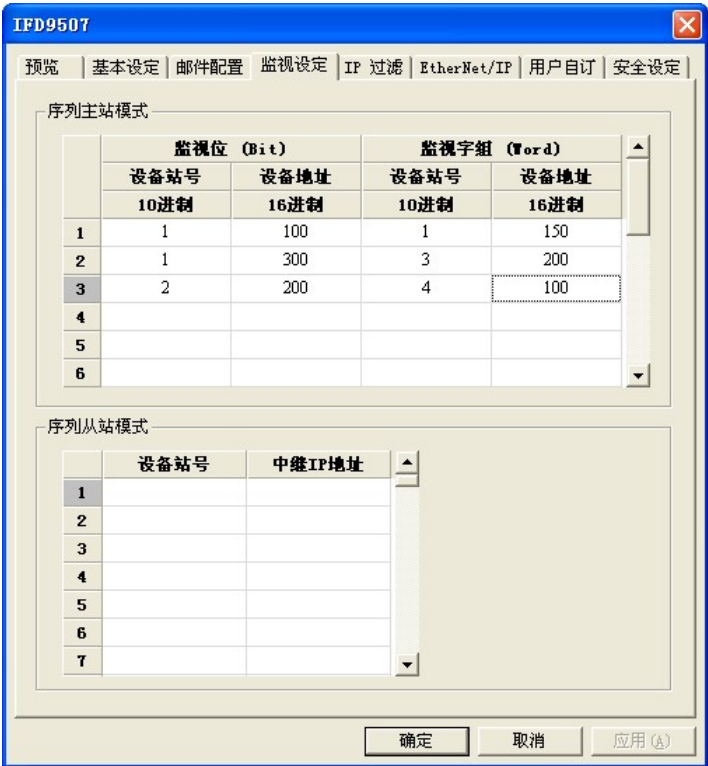 IFD9507
预览 基本设定 邮件配置 监视设定 IP 过滤 EtherNet/IP 用户自订 安全设定
序列主站模式
监视位 (Bit) 监视字组 (Word)
设备站号 设备地址 设备站号 设备地址
10进制 16进制 10进制 16进制
1 1 100 1 150
2 1 300 3 200
3 2 200 4 100
4
5
6
序列从站模式
设备站号 中继IP地址
1
2
3
4
5
6
7
确定 取消 应用(A)